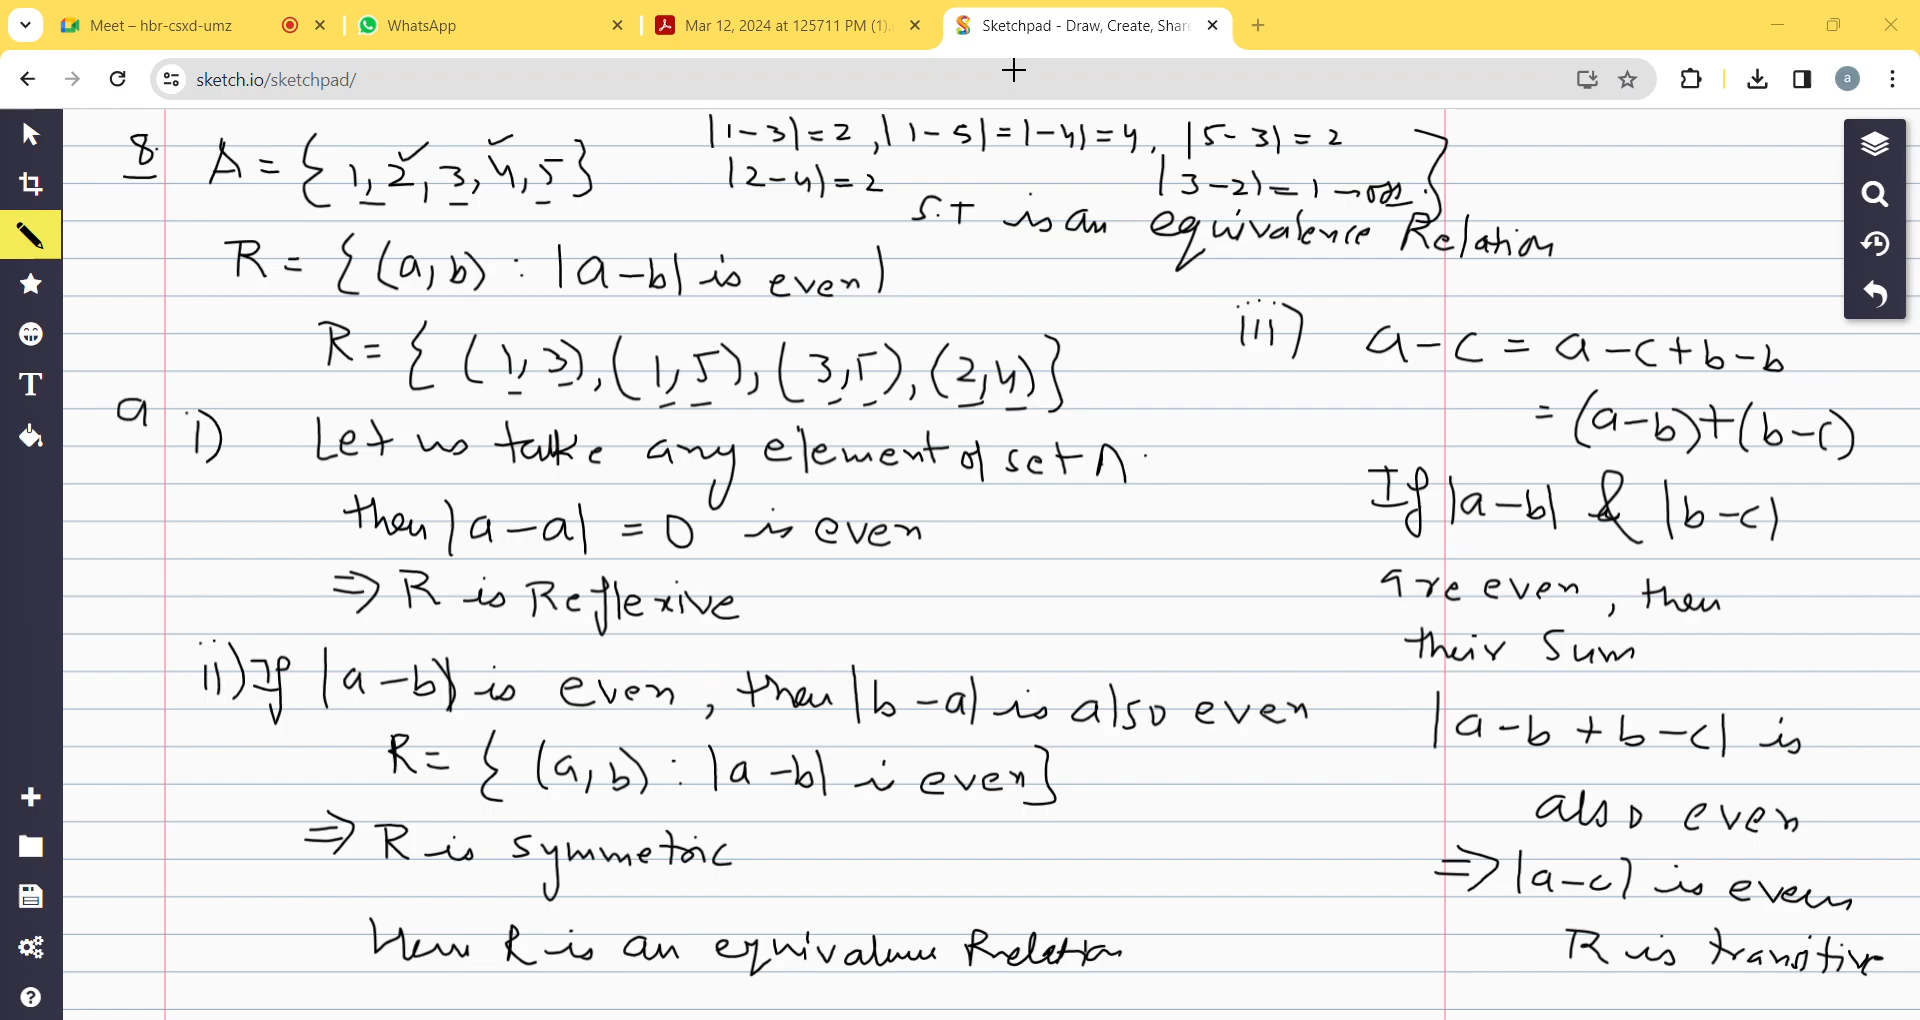 Meet – hbr-csxd-umz
WhatsApp
Mar 12, 2024 at 125711 PM (1)..
Sketchpad - Draw, Create, Share
sketch.io/sketchpad/
a
8. A = { 1, 2, 3, 4, 5 }
|1-3| = 2 , |1-5| = |-4| = 4, |5-3| = 2
|2-4| = 2 |3-2| = 1 → odd
S.T is an equivalence Relation
R = { (a, b) : |a-b| is even }
R = { (1, 3), (1, 5), (3, 5), (2, 4) }
a i) Let us take any element of set A.
then |a-a| = 0 is even
⇒ R is Reflexive
ii) If |a-b| is even, then |b-a| is also even
R = { (a, b) : |a-b| i even }
⇒ R is symmetric
R is an equivalence Relation
iii) a-c = a-c+b-b
= (a-b)+(b-c)
If |a-b| & |b-c|
are even, then
their sum
|a-b+b-c| is
also even
⇒ |a-c| is even
R is transitive